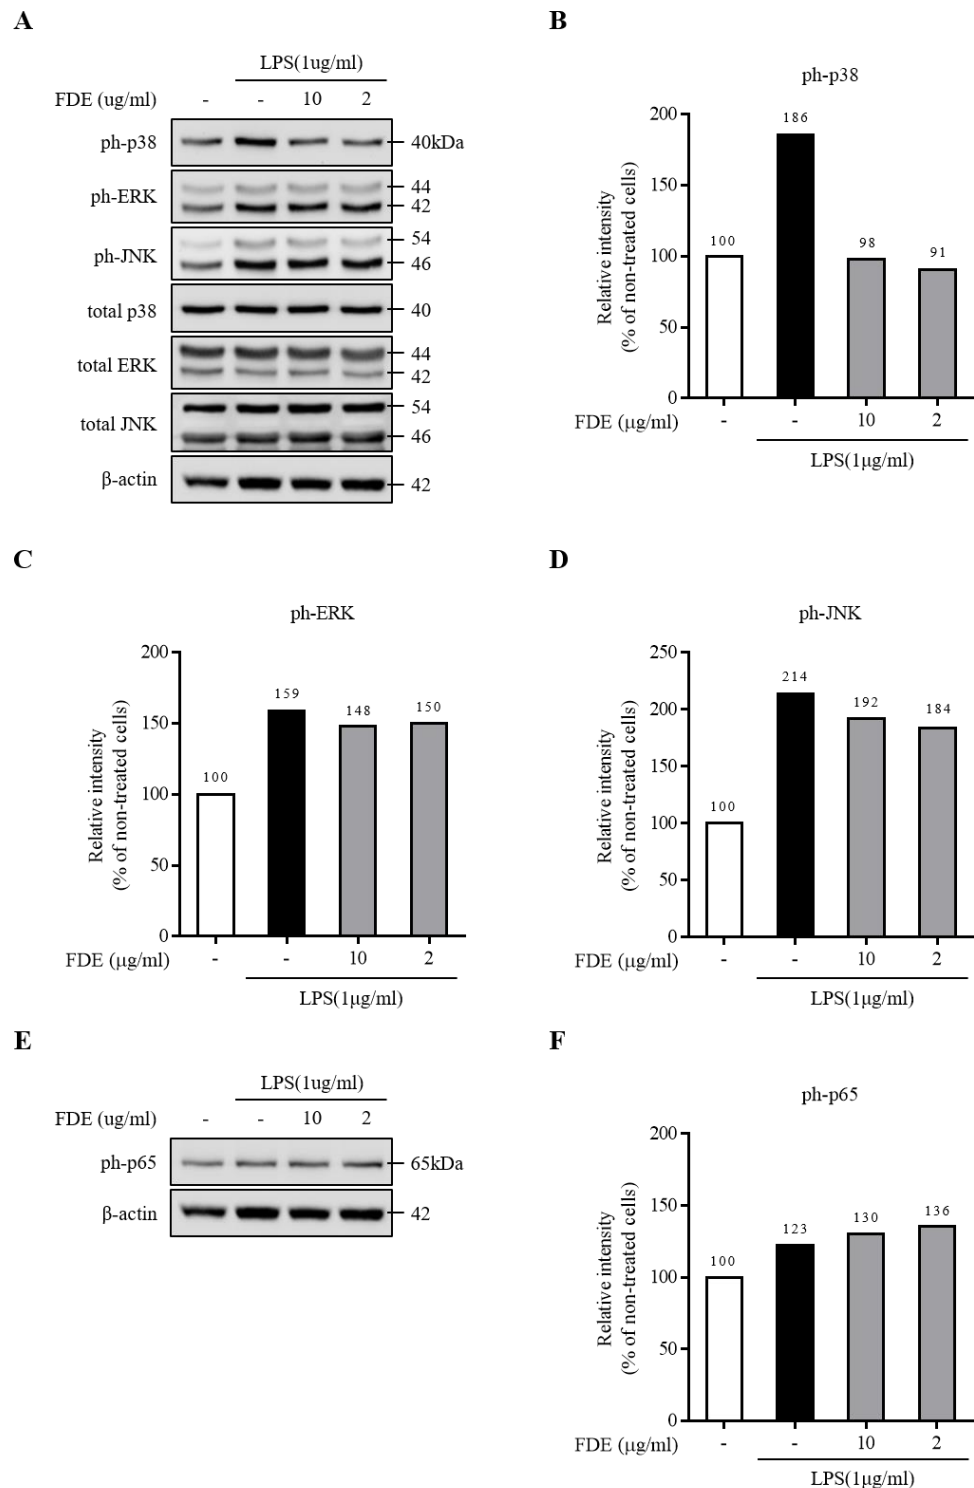 A
LPS(1ug/ml)
FDE (ug/ml) - - 10 2
ph-p38 40kDa
ph-ERK 44
42
ph-JNK 54
46
total p38 40
total ERK 44
42
total JNK 54
46
β-actin 42
B
ph-p38
Relative intensity
(% of non-treated cells)
200
150
100
50
0
100 186 98 91
FDE (μg/ml) - - 10 2
LPS(1μg/ml)
C
ph-ERK
Relative intensity
(% of non-treated cells)
200
150
100
50
0
100 159 148 150
FDE (μg/ml) - - 10 2
LPS(1μg/ml)
D
ph-JNK
Relative intensity
(% of non-treated cells)
250
200
150
100
50
0
100 214 192 184
FDE (μg/ml) - - 10 2
LPS(1μg/ml)
E
LPS(1ug/ml)
FDE (ug/ml) - - 10 2
ph-p65 65kDa
β-actin 42
F
ph-p65
Relative intensity
(% of non-treated cells)
200
150
100
50
0
100 123 130 136
FDE (μg/ml) - - 10 2
LPS(1μg/ml)